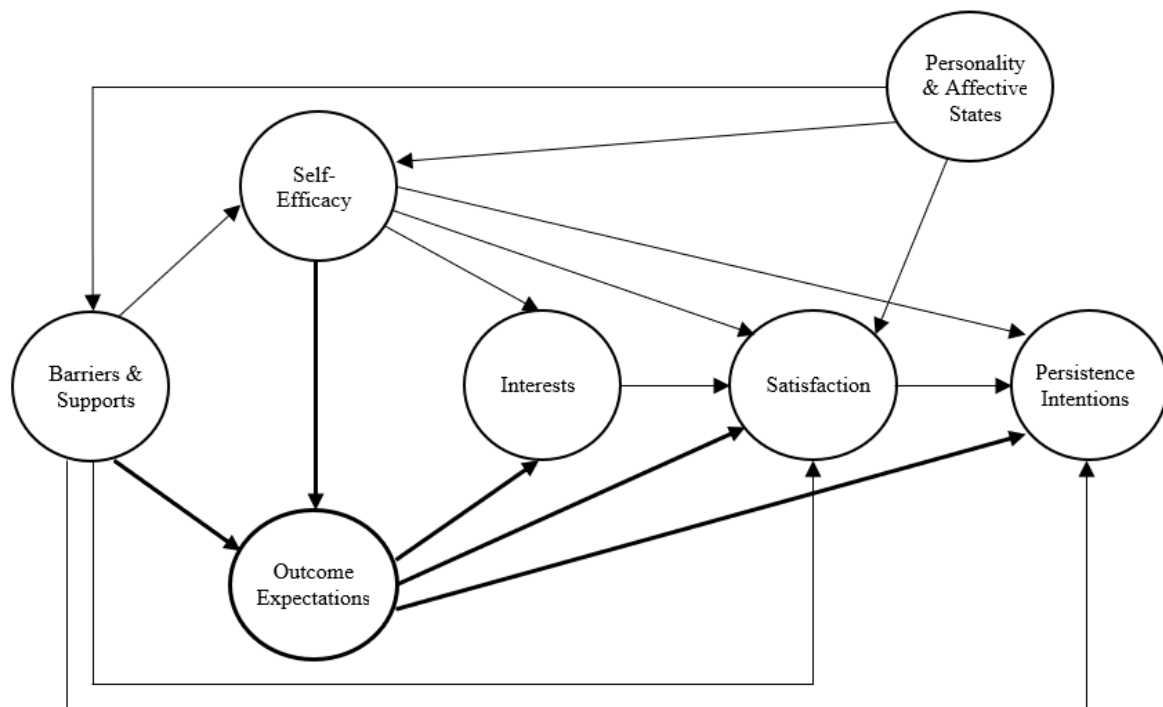 Personality
& Affective
States
Self-
Efficacy
Barriers &
Supports
Interests
Satisfaction
Persistence
Intentions
Outcome
Expectations